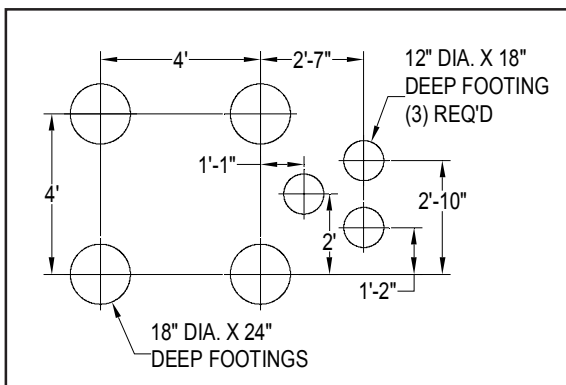 4'
2'-7"
12" DIA. X 18"
DEEP FOOTING
(3) REQ'D
1'-1"
4'
2'
2'-10"
1'-2"
18" DIA. X 24"
DEEP FOOTINGS